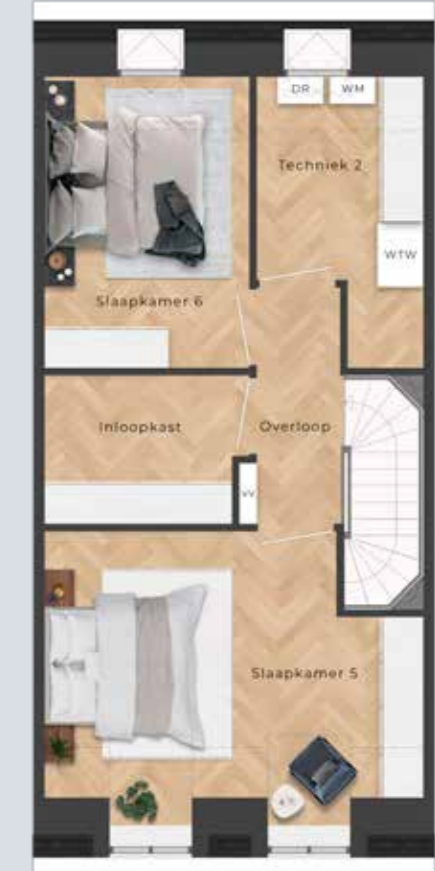 DR WM
Techniek 2
WTW
Slaapkamer 6
Inloopkast
Overloop
VV
Slaapkamer 5